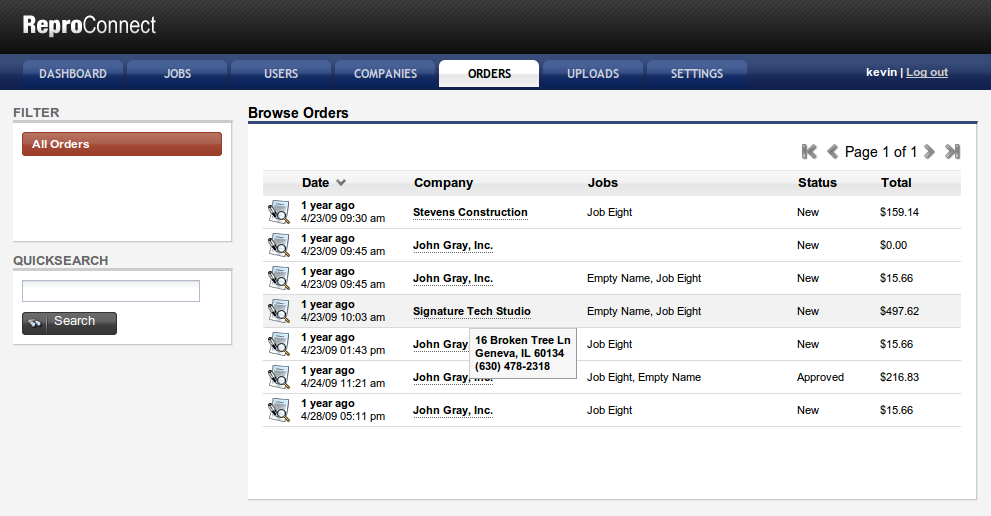 ReproConnect
DASHBOARD JOBS USERS COMPANIES ORDERS UPLOADS SETTINGS kevin | Log out
FILTER
All Orders
QUICKSEARCH
Search
Browse Orders
Page 1 of 1
Date Company Jobs Status Total
1 year ago
4/23/09 09:30 am Stevens Construction Job Eight New $159.14
1 year ago
4/23/09 09:45 am John Gray, Inc. New $0.00
1 year ago
4/23/09 09:45 am John Gray, Inc. Empty Name, Job Eight New $15.66
1 year ago
4/23/09 10:03 am Signature Tech Studio Empty Name, Job Eight New $497.62
1 year ago
4/23/09 01:43 pm John Gray, Job Eight New $15.66
16 Broken Tree Ln
Geneva, IL 60134
(630) 478-2318
1 year ago
4/24/09 11:21 am John Gray, Inc. Job Eight, Empty Name Approved $216.83
1 year ago
4/28/09 05:11 pm John Gray, Inc. Job Eight New $15.66